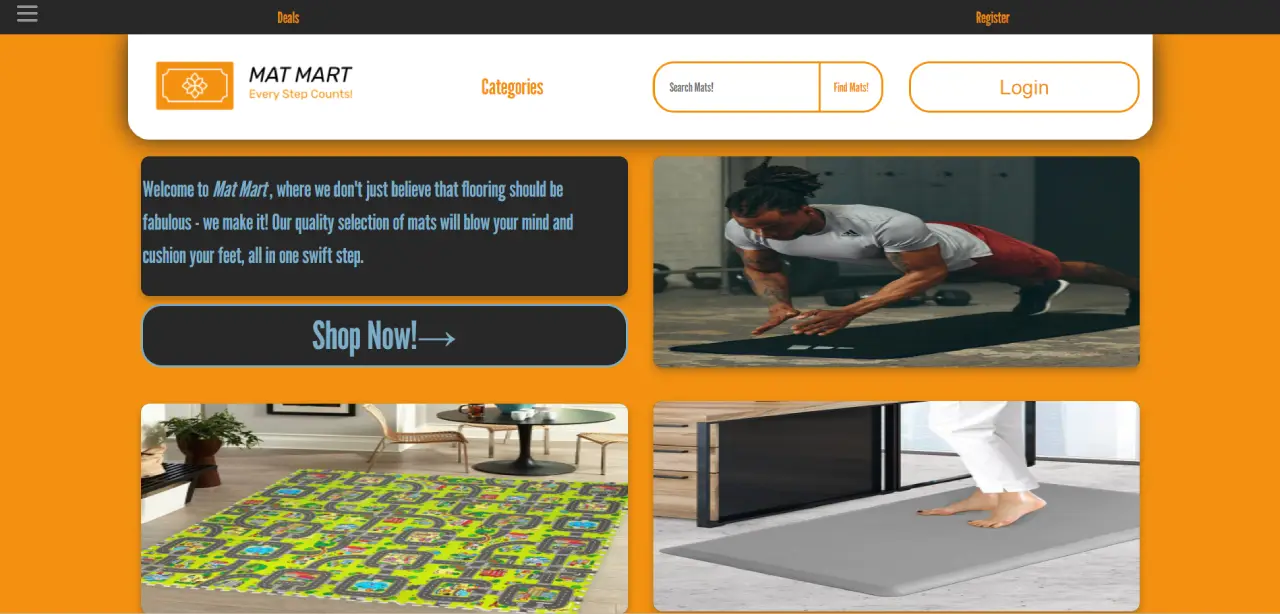 Deals
Register
MAT MART
Every Step Counts!
Categories
Search Mats!
Find Mats!
Login
Welcome to Mat Mart, where we don't just believe that flooring should be
fabulous - we make it! Our quality selection of mats will blow your mind and
cushion your feet, all in one swift step.
Shop Now!→